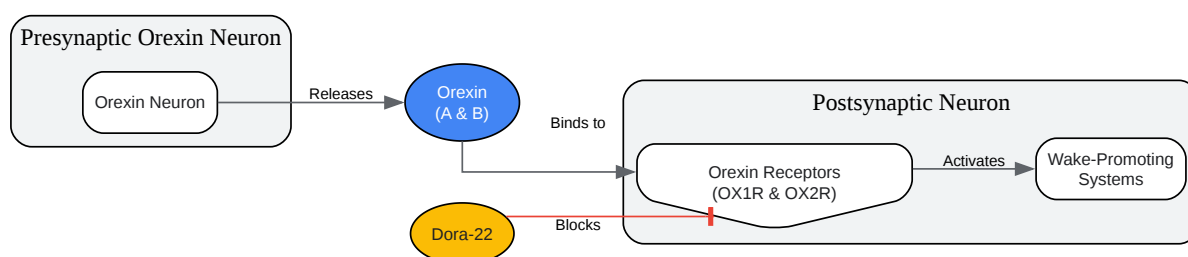 Presynaptic Orexin Neuron
Orexin Neuron
Releases
Orexin
(A & B)
Binds to
Postsynaptic Neuron
Orexin Receptors
(OX1R & OX2R)
Activates
Wake-Promoting
Systems
Dora-22
Blocks